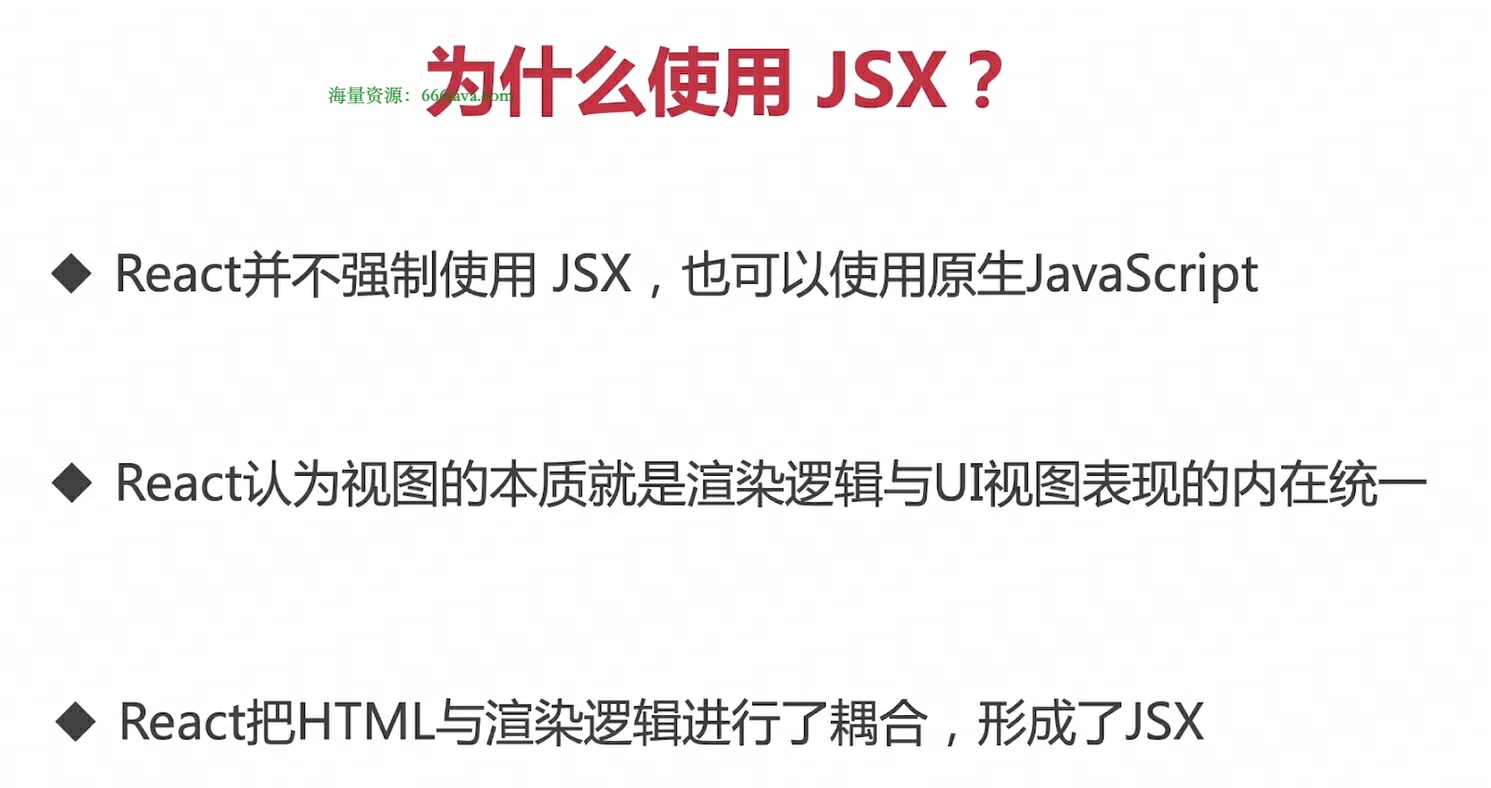 为什么使用 JSX？
海量资源：666java.com
◆ React并不强制使用 JSX，也可以使用原生JavaScript
◆ React认为视图的本质就是渲染逻辑与UI视图表现的内在统一
◆ React把HTML与渲染逻辑进行了耦合，形成了JSX